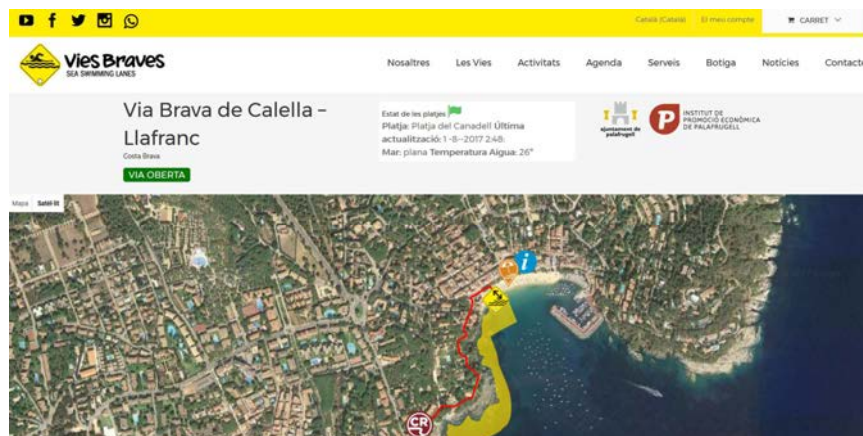 Català (Català) El meu compte CARRET
Vies Braves
SEA SWIMMING LANES
Nosaltres Les Vies Activitats Agenda Serveis Botiga Notícies Contacte
Via Brava de Calella –
Llafranc
Costa Brava
VIA OBERTA
Estat de les platjes
Platja: Platja del Canadell Última
actualització: 1 -8--2017 2:48:
Mar: plana Temperatura Aigua: 26º
ajuntament de
palafrugell
P
INSTITUT DE
PROMOCIÓ ECONÒMICA
DE PALAFRUGELL
Mapa Satèl·lit
i
CR